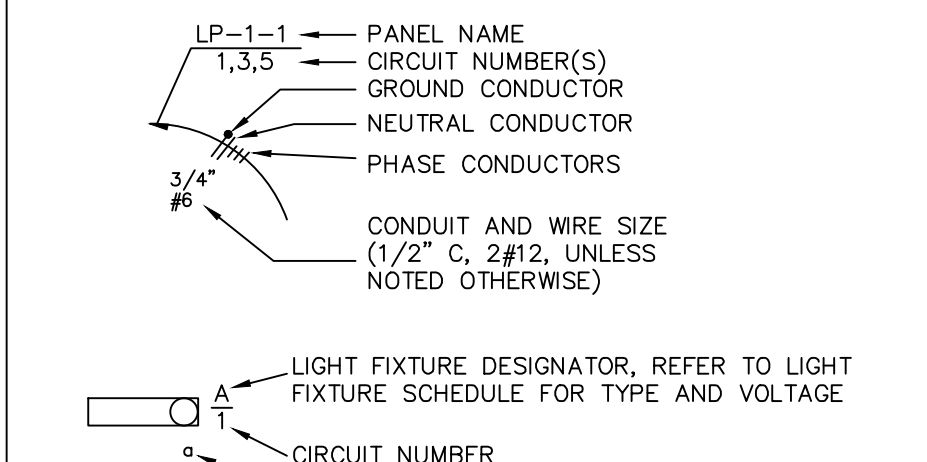 LP-1-1
PANEL NAME
1,3,5
CIRCUIT NUMBER(S)
GROUND CONDUCTOR
NEUTRAL CONDUCTOR
PHASE CONDUCTORS
3/4"
#6
CONDUIT AND WIRE SIZE
(1/2" C, 2#12, UNLESS
NOTED OTHERWISE)
LIGHT FIXTURE DESIGNATOR, REFER TO LIGHT
FIXTURE SCHEDULE FOR TYPE AND VOLTAGE
A
1
CIRCUIT NUMBER
a